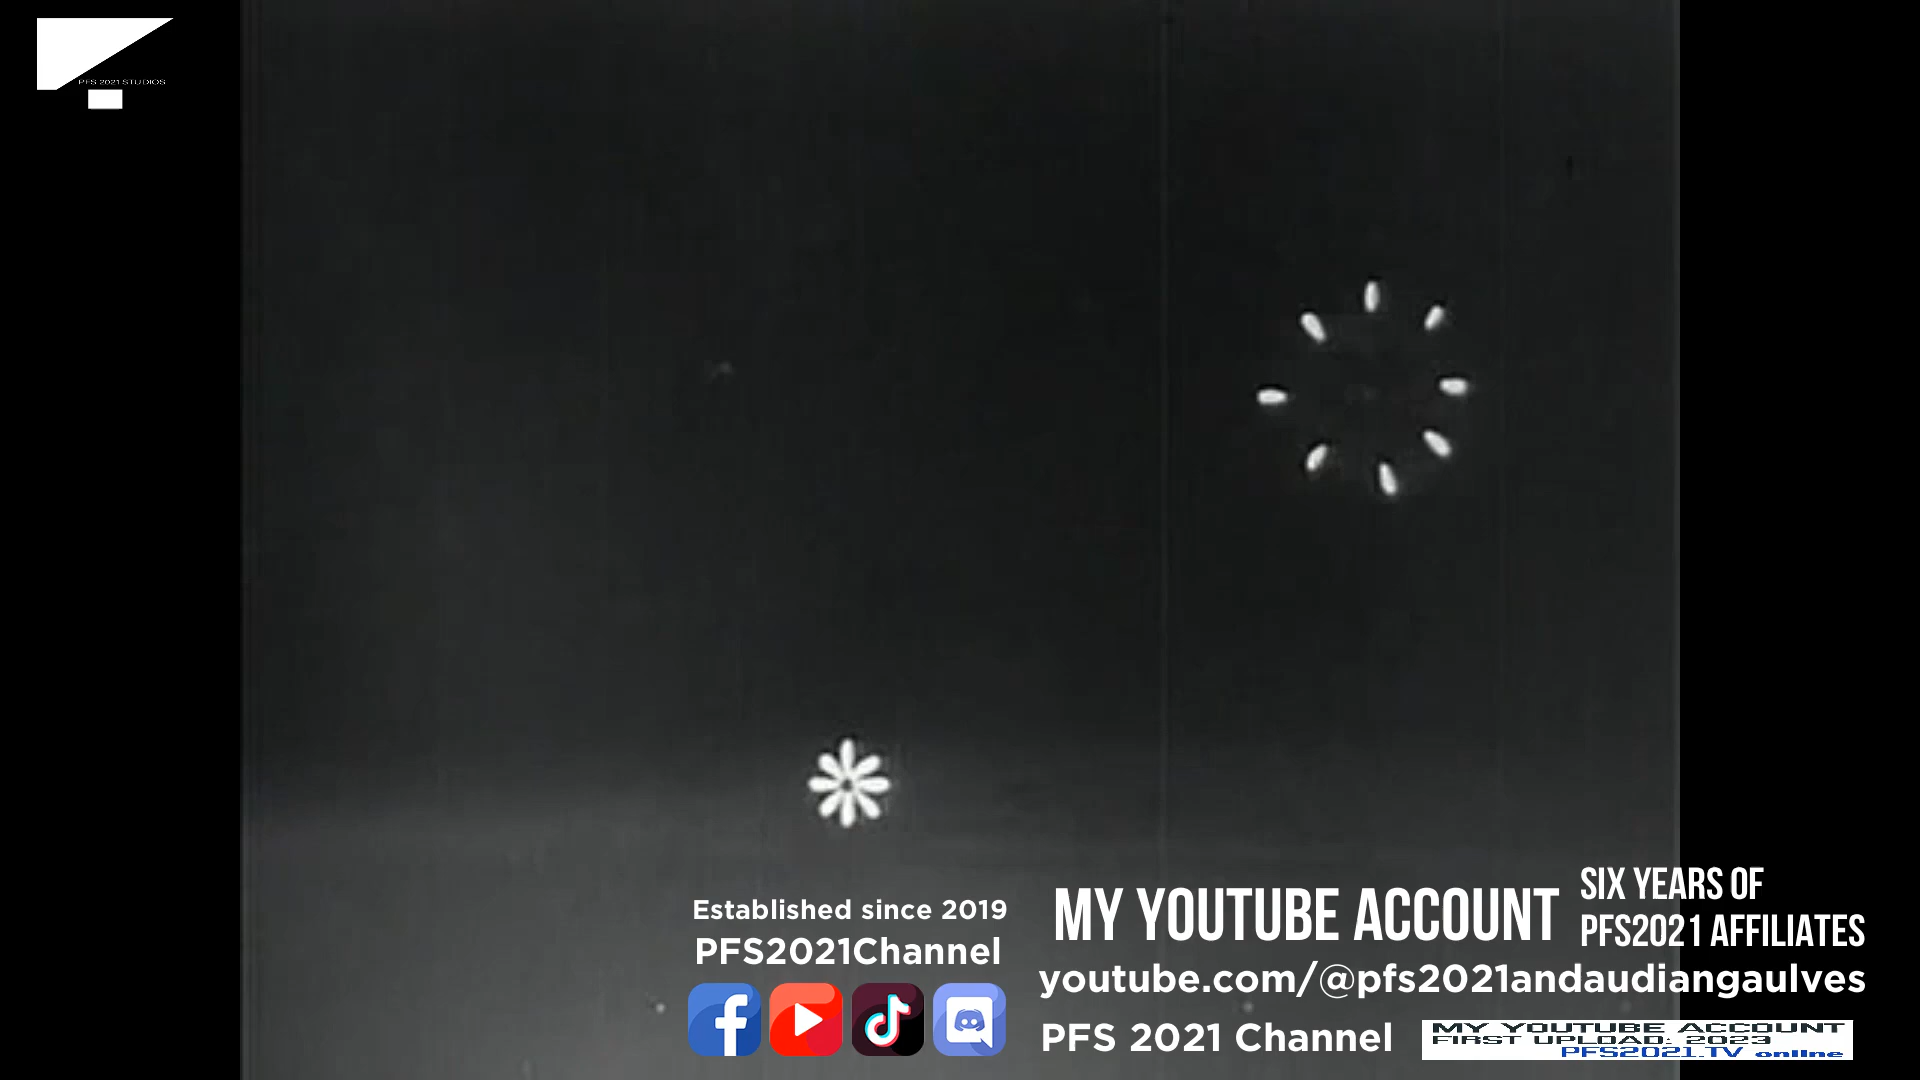 PFS 2021 STUDIOS
Established since 2019
PFS2021Channel
MY YOUTUBE ACCOUNT
SIX YEARS OF
PFS2021 AFFILIATES
youtube.com/@pfs2021andaudiangaulves
PFS 2021 Channel
MY YOUTUBE ACCOUNT
FIRST UPLOAD: 2023
PFS2021.TV online